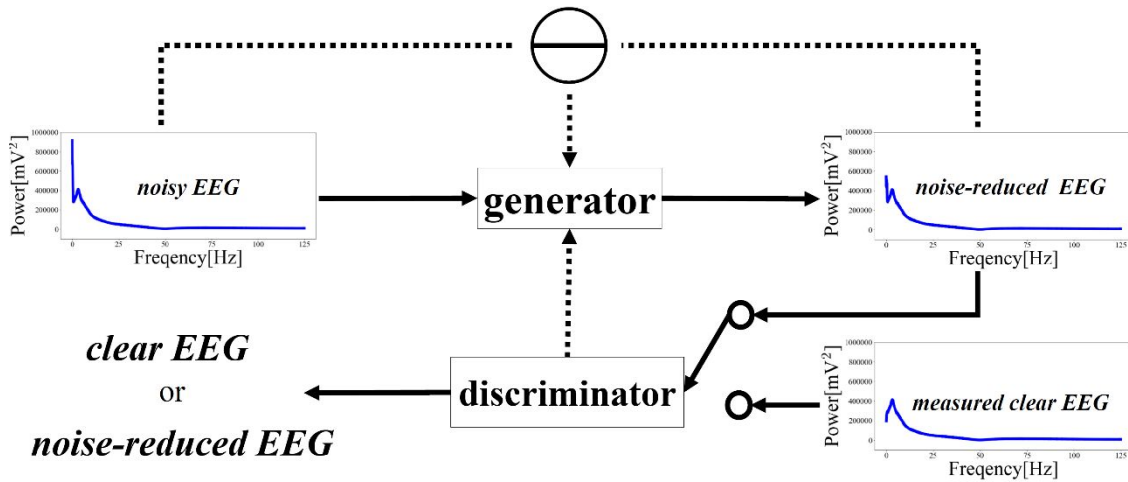 Power[mV²]
1000000
800000
600000
400000
200000
0
noisy EEG
0 25 50 75 100 125
Freqency[Hz]
generator
Power[mV²]
1000000
800000
600000
400000
200000
0
noise-reduced EEG
0 25 50 75 100 125
Freqency[Hz]
clear EEG
or
noise-reduced EEG
discriminator
Power[mV²]
1000000
800000
600000
400000
200000
0
measured clear EEG
0 25 50 75 100 125
Freqency[Hz]